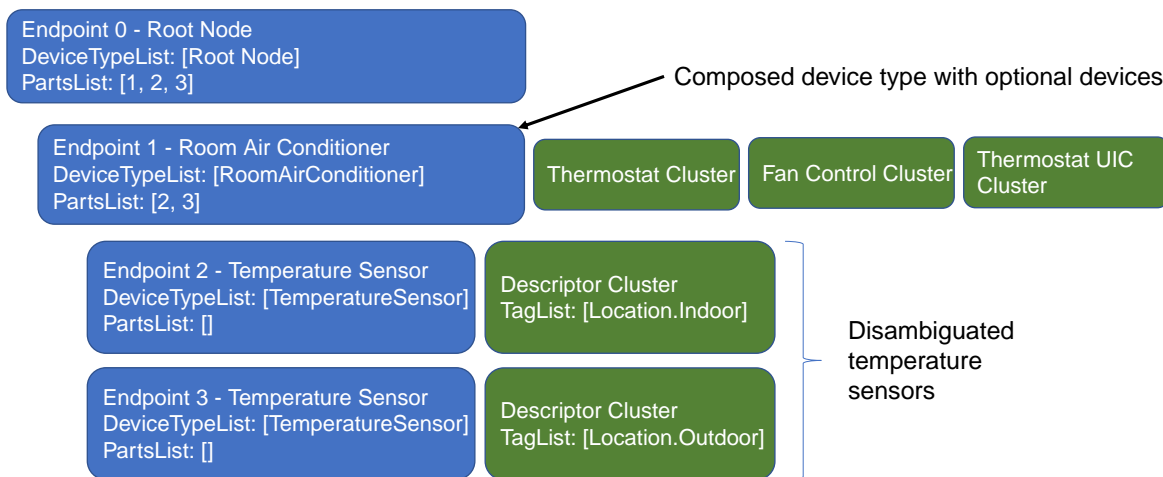 Endpoint 0 - Root Node
DeviceTypeList: [Root Node]
PartsList: [1, 2, 3]
Composed device type with optional devices
Endpoint 1 - Room Air Conditioner
DeviceTypeList: [RoomAirConditioner]
PartsList: [2, 3]
Thermostat Cluster
Fan Control Cluster
Thermostat UIC
Cluster
Endpoint 2 - Temperature Sensor
DeviceTypeList: [TemperatureSensor]
PartsList: []
Descriptor Cluster
TagList: [Location.Indoor]
Disambiguated
temperature
sensors
Endpoint 3 - Temperature Sensor
DeviceTypeList: [TemperatureSensor]
PartsList: []
Descriptor Cluster
TagList: [Location.Outdoor]